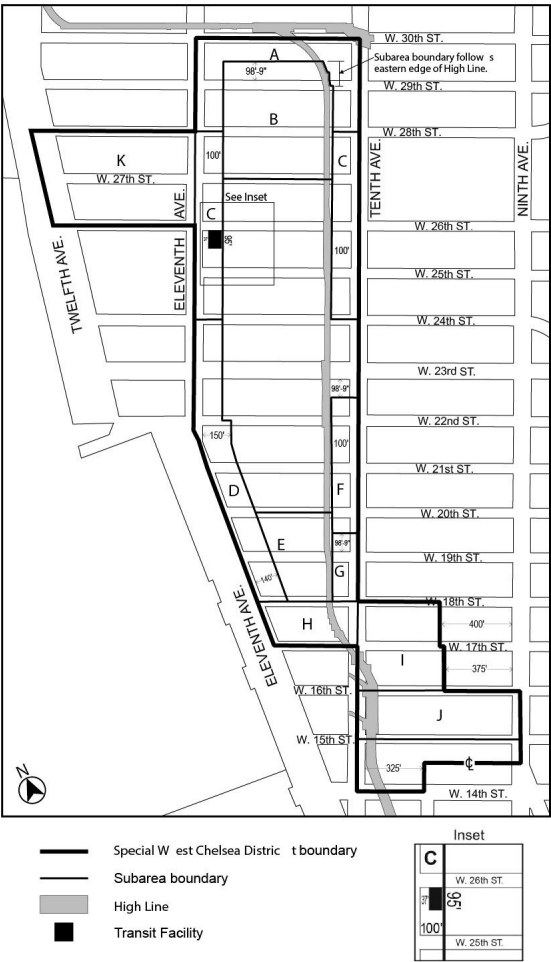 W. 30th ST.
A
Subarea boundary follow s
eastern edge of High Line.
98'-9"
W. 29th ST.
B
W. 28th ST.
K
100'
C
W. 27th ST.
AVE.
TENTH AVE.
NINTH AVE.
See Inset
C
W. 26th ST.
95'
100'
TWELFTH AVE.
ELEVENTH
W. 25th ST.
W. 24th ST.
W. 23rd ST.
98'-9"
W. 22nd ST.
150'
100'
W. 21st ST.
D
F
W. 20th ST.
E
98'-9"
W. 19th ST.
G
140'
ELEVENTH AVE.
W. 18th ST.
H
400'
W. 17th ST.
I
375'
W. 16th ST.
J
W. 15th ST.
℄
325'
N
W. 14th ST.
Special W est Chelsea Distric t boundary
Subarea boundary
High Line
Transit Facility
Inset
C
W. 26th ST.
95'
100'
W. 25th ST.